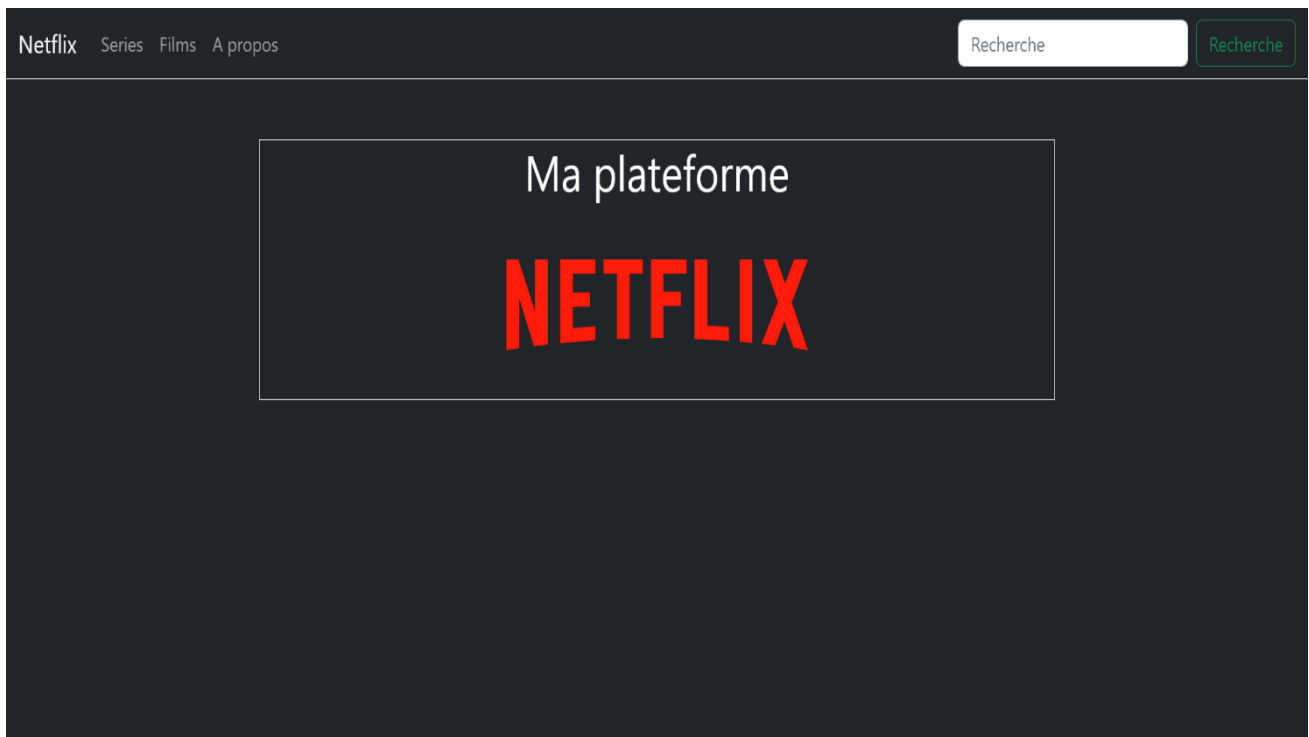 Netflix Series Films A propos Recherche Recherche
Ma plateforme
NETFLIX